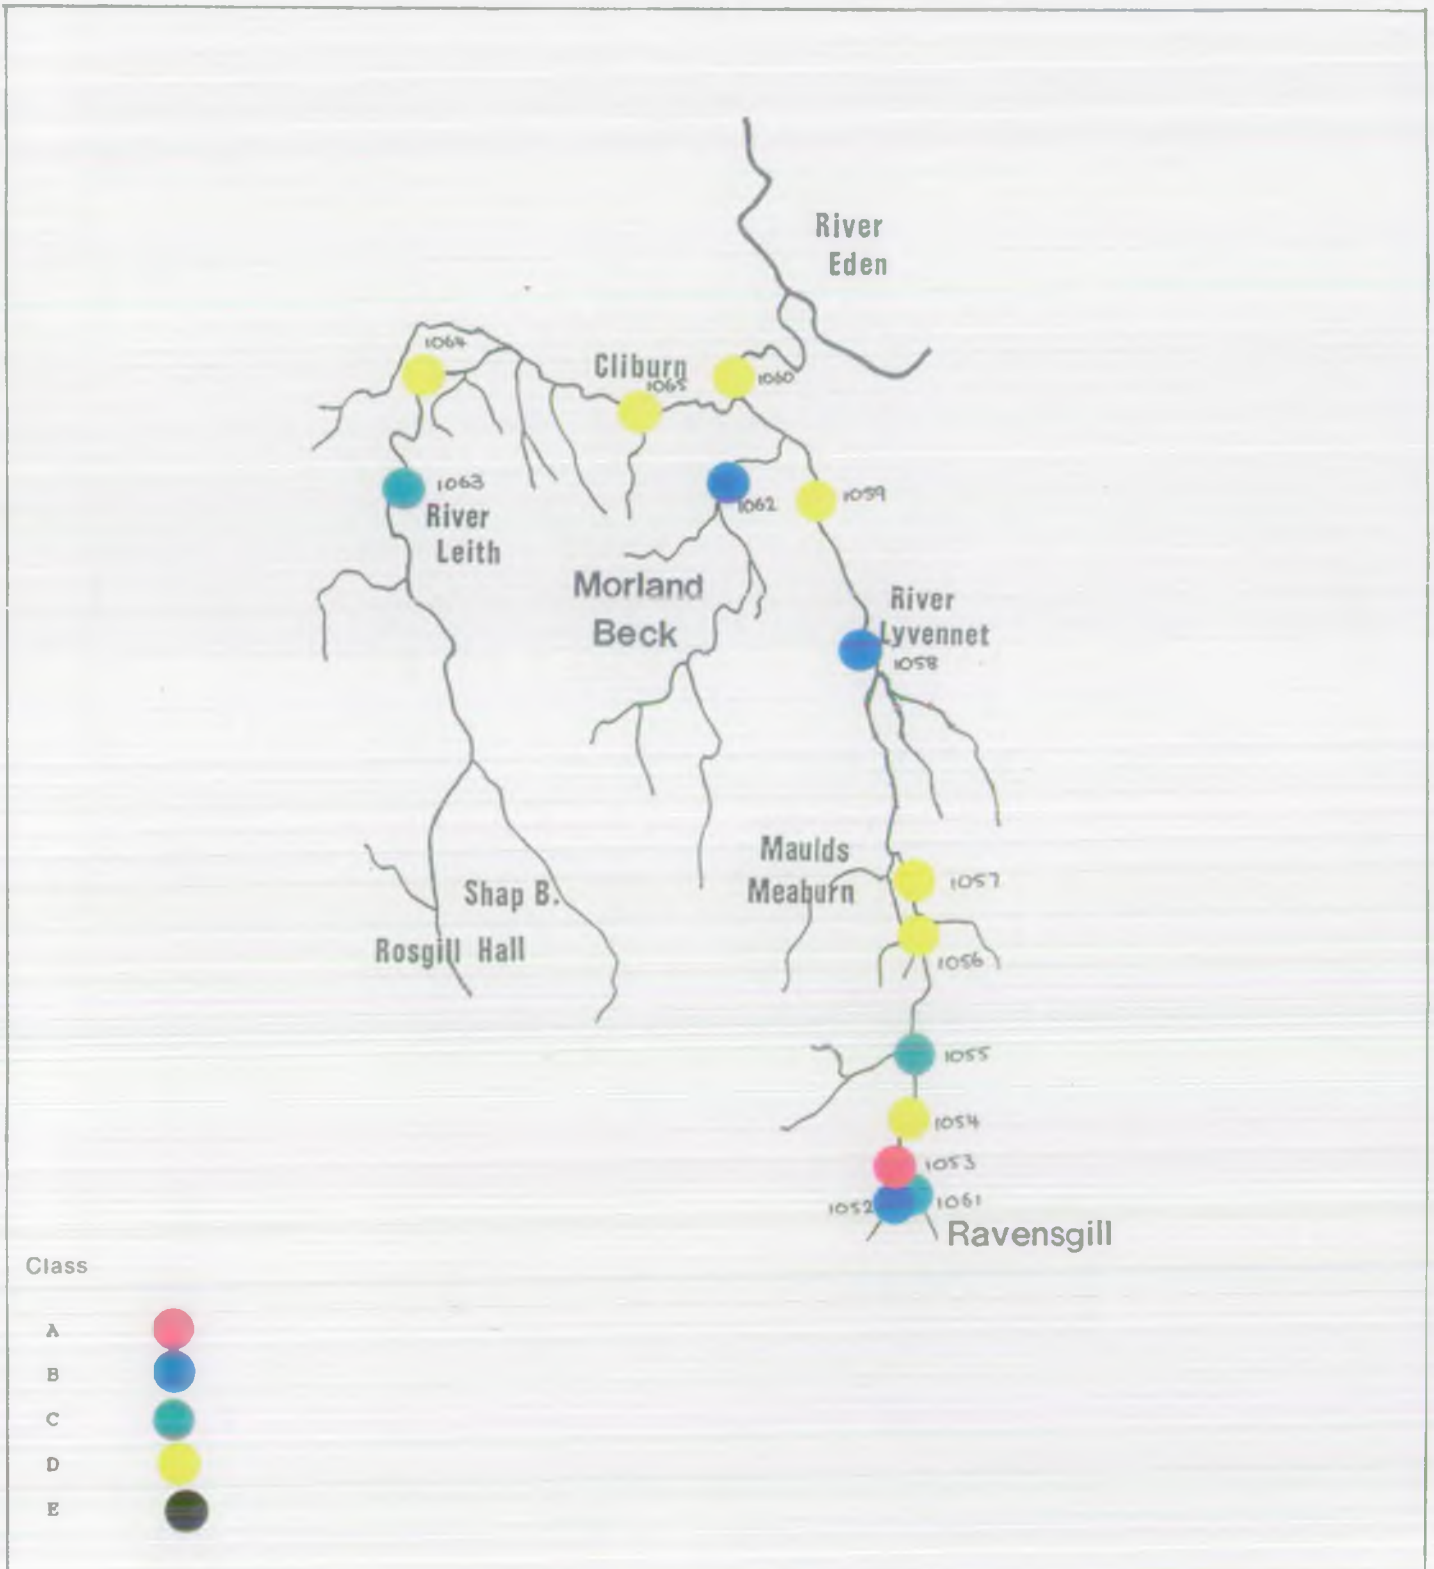 River
Eden
1064
Cliburn
1065
1060
1063
River
Leith
1062
1059
Morland
Beck
River
Lyvennet
1058
Maulds
Meaburn
1057
Shap B.
Rosgill Hall
1056
1055
1054
1053
1052
1061
Ravensgill
Class
A
B
C
D
E